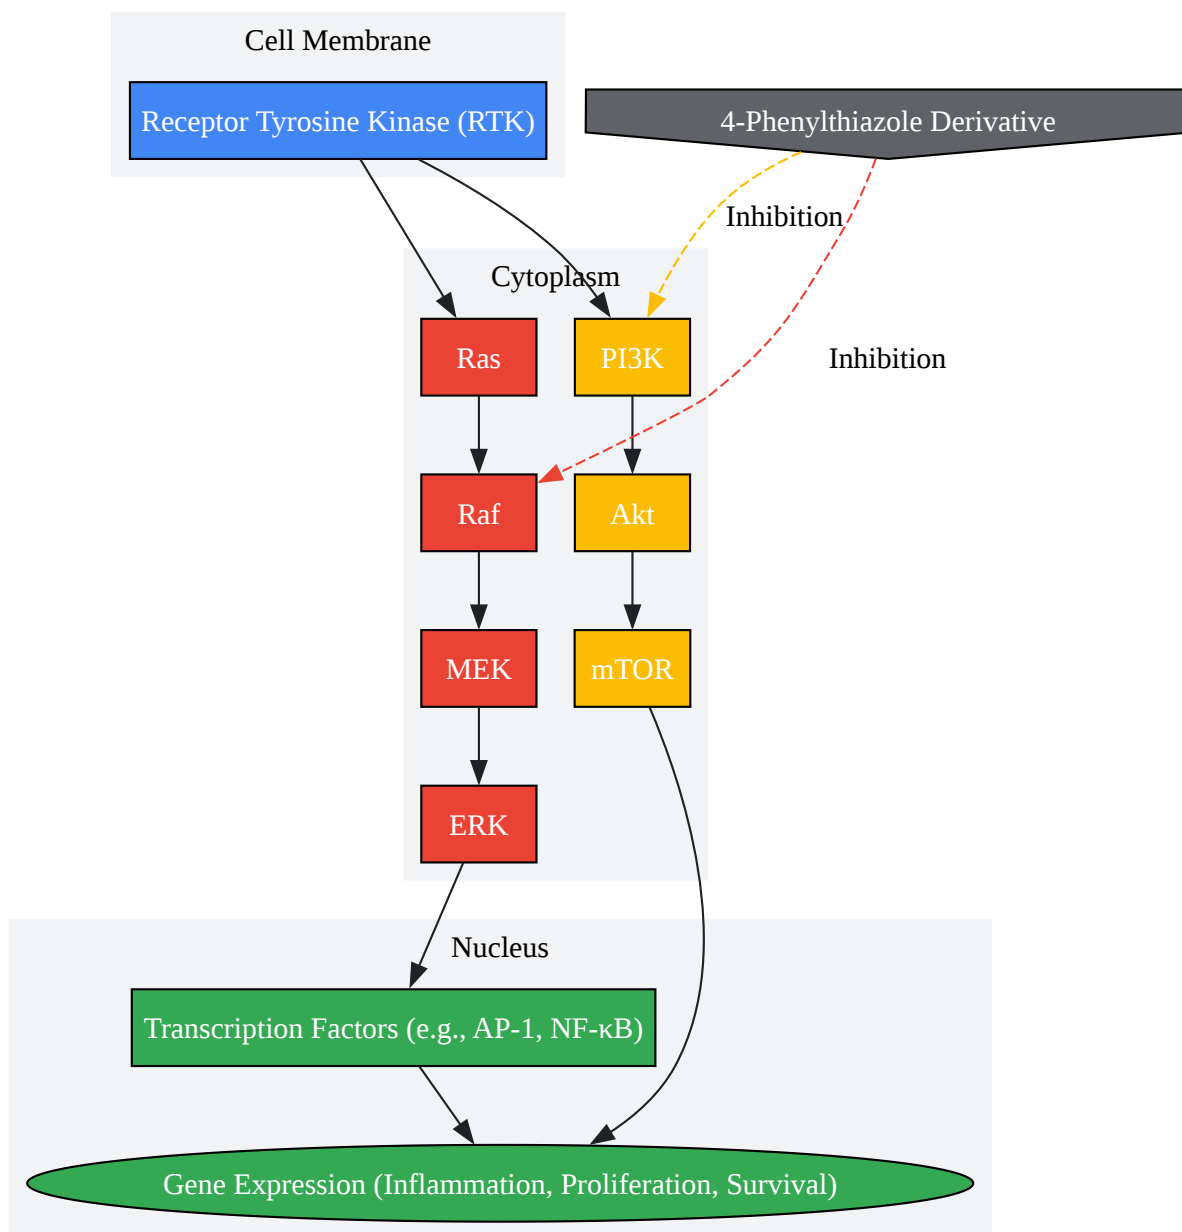 Cell Membrane
Receptor Tyrosine Kinase (RTK)
4-Phenylthiazole Derivative
Inhibition
Cytoplasm
Ras
PI3K
Inhibition
Raf
Akt
MEK
mTOR
ERK
Nucleus
Transcription Factors (e.g., AP-1, NF-κB)
Gene Expression (Inflammation, Proliferation, Survival)